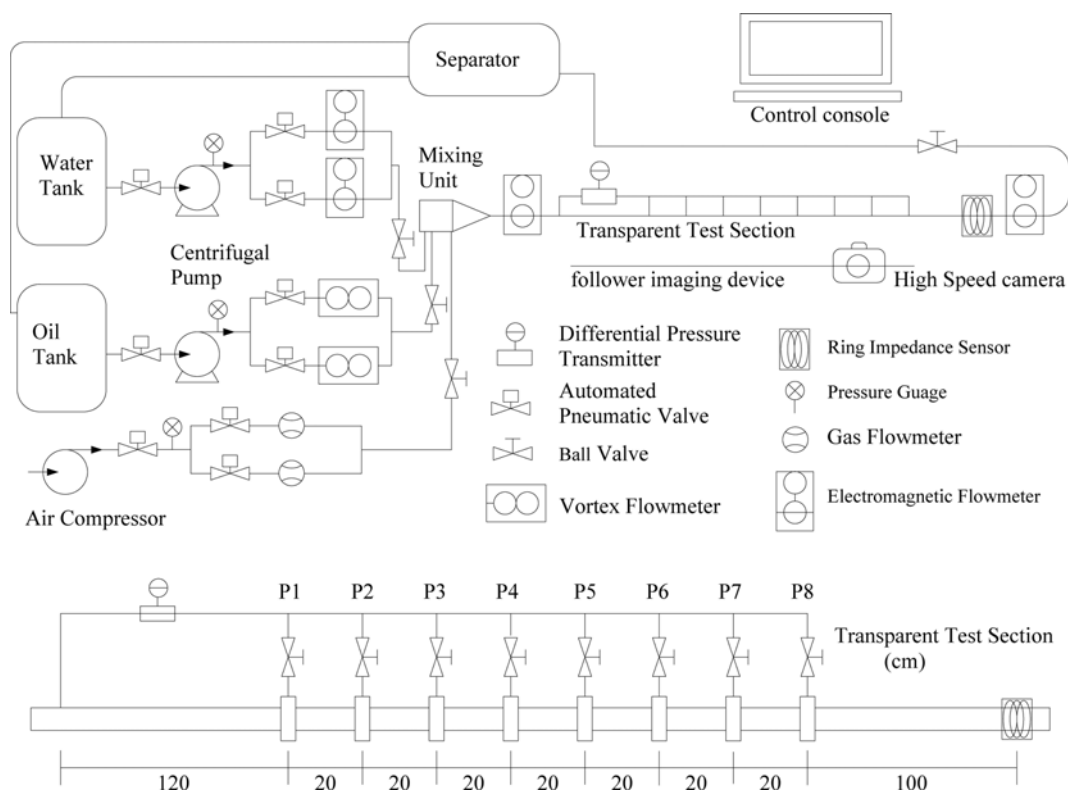 Separator
Control console
Water
Tank
Mixing
Unit
Transparent Test Section
Centrifugal
Pump
follower imaging device
High Speed camera
Oil
Tank
Differential Pressure
Transmitter
Ring Impedance Sensor
Automated
Pneumatic Valve
Pressure Guage
Ball Valve
Gas Flowmeter
Vortex Flowmeter
Electromagnetic Flowmeter
Air Compressor
P1 P2 P3 P4 P5 P6 P7 P8
Transparent Test Section
(cm)
120 20 20 20 20 20 20 20 100